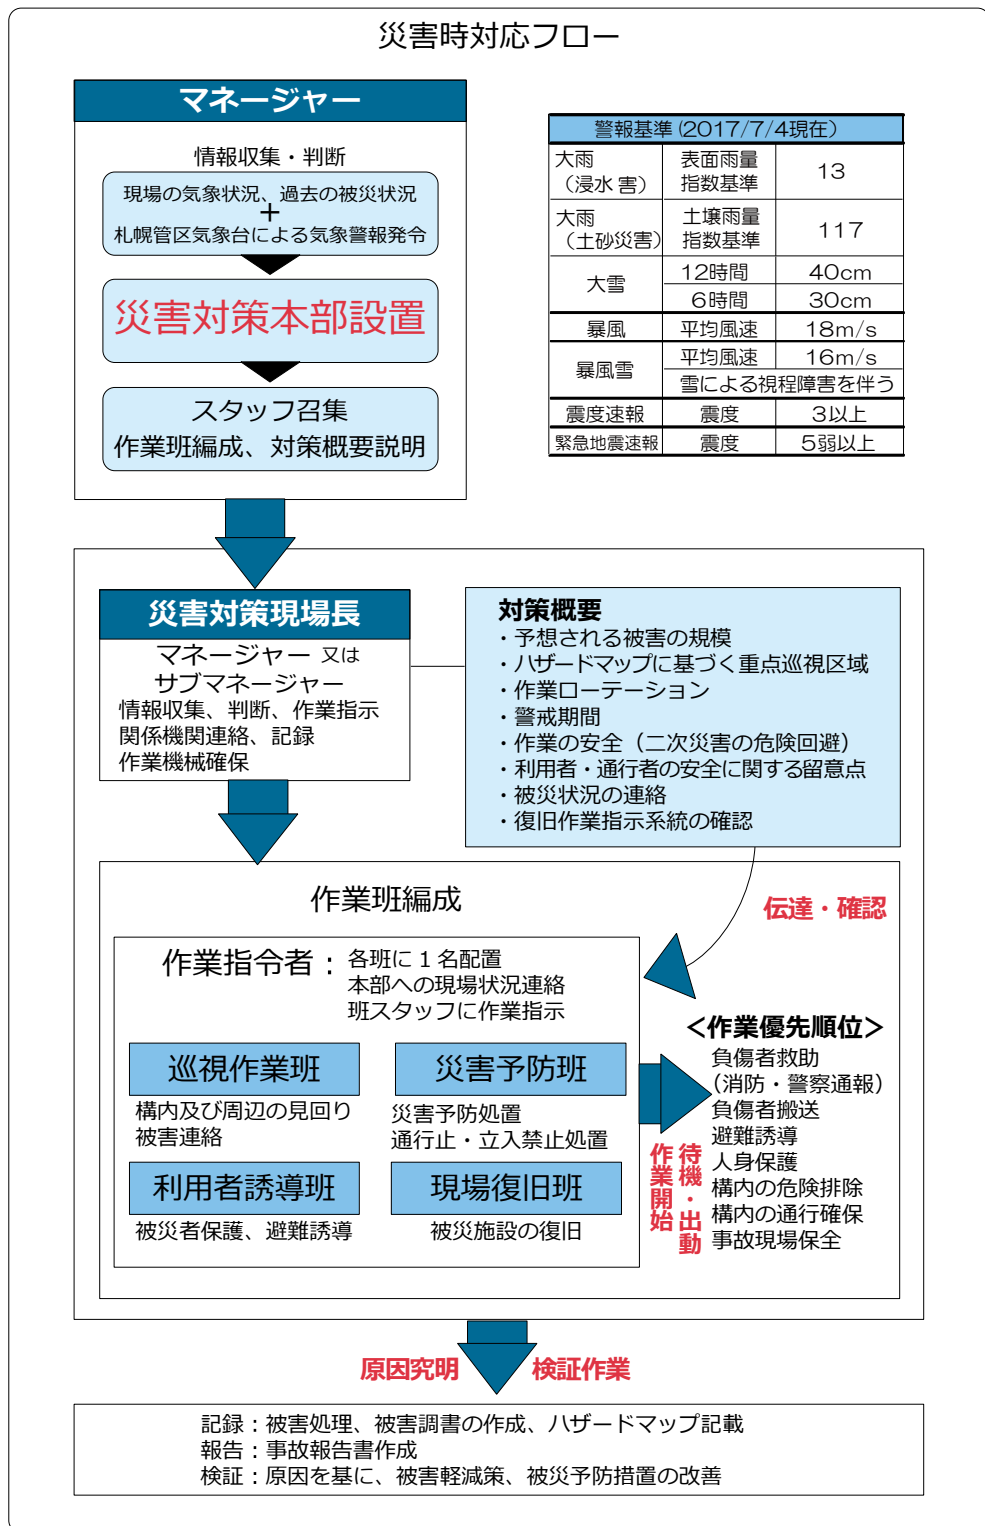 災害時対応フロー
マネージャー
情報収集・判断
現場の気象状況、過去の被災状況
＋
札幌管区気象台による気象警報発令
災害対策本部設置
スタッフ召集
作業班編成、対策概要説明
警報基準（2017/7/4現在）
大雨（浸水 害） 表面雨量指数基準 13
大雨（土砂災害） 土壌雨量指数基準 117
大雪 12時間 40cm
6時間 30cm
暴風 平均風速 18m/s
暴風雪 平均風速 16m/s
雪による視程障害を伴う
震度速報 震度 3以上
緊急地震速報 震度 5弱以上
災害対策現場長
マネージャー 又は
サブマネージャー
情報収集、判断、作業指示
関係機関連絡、記録
作業機械確保
対策概要
・予想される被害の規模
・ハザードマップに基づく重点巡視区域
・作業ローテーション
・警戒期間
・作業の安全（二次災害の危険回避）
・利用者・通行者の安全に関する留意点
・被災状況の連絡
・復旧作業指示系統の確認
伝達・確認
作業班編成
作業指令者：各班に１名配置
本部への現場状況連絡
班スタッフに作業指示
巡視作業班
構内及び周辺の見回り
被害連絡
災害予防班
災害予防処置
通行止・立入禁止処置
利用者誘導班
被災者保護、避難誘導
現場復旧班
被災施設の復旧
待機・出動
作業開始
＜作業優先順位＞
負傷者救助
（消防・警察通報）
負傷者搬送
避難誘導
人身保護
構内の危険排除
構内の通行確保
事故現場保全
原因究明 検証作業
記録：被害処理、被害調書の作成、ハザードマップ記載
報告：事故報告書作成
検証：原因を基に、被害軽減策、被災予防措置の改善